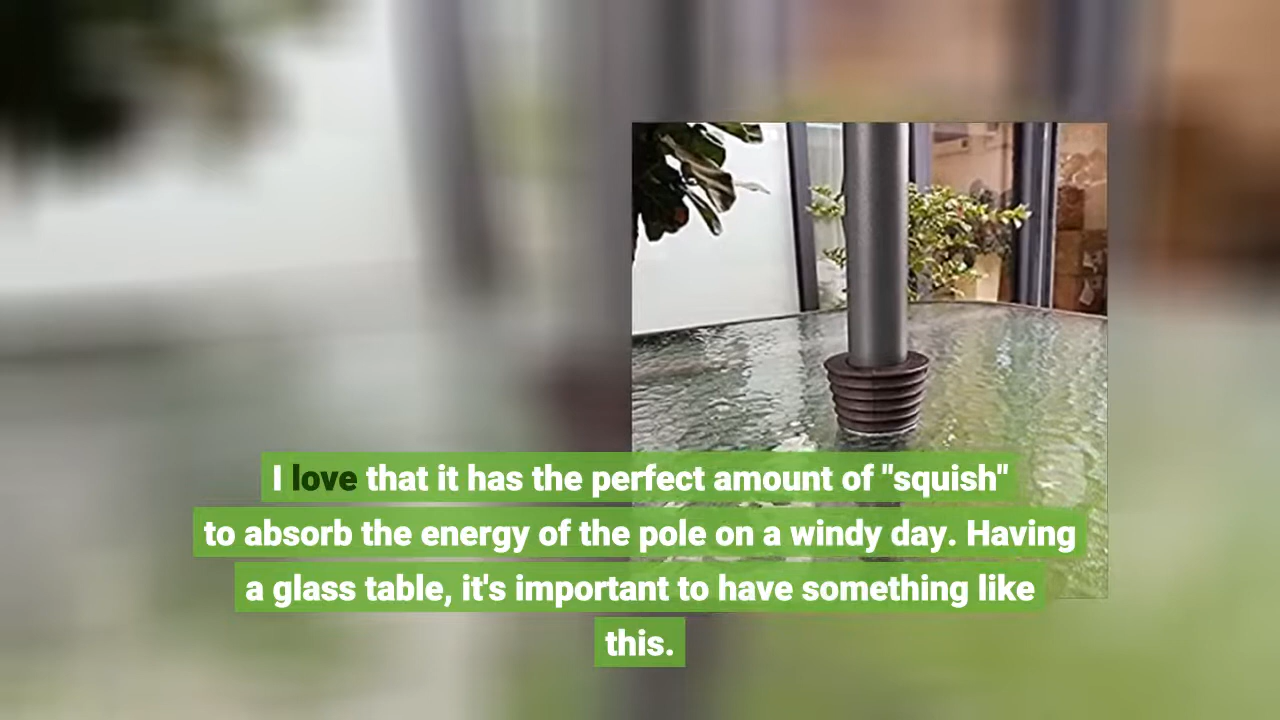 I love that it has the perfect amount of "squish"
to absorb the energy of the pole on a windy day. Having
a glass table, it's important to have something like
this.